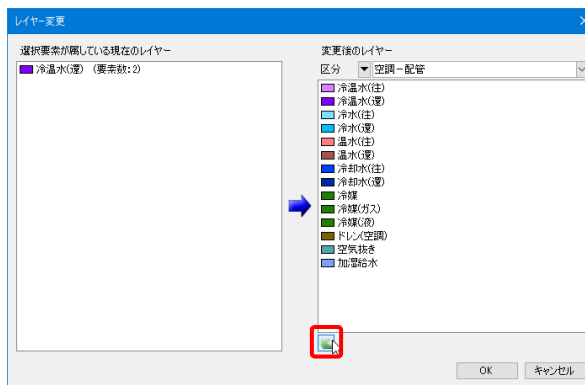 レイヤー変更
選択要素が属している現在のレイヤー
冷温水(還) (要素数:2)
変更後のレイヤー
区分 空調－配管
冷温水(往)
冷温水(還)
冷水(往)
冷水(還)
温水(往)
温水(還)
冷却水(往)
冷却水(還)
冷媒
冷媒(ガス)
冷媒(液)
ドレン(空調)
空気抜き
加湿給水
OK キャンセル